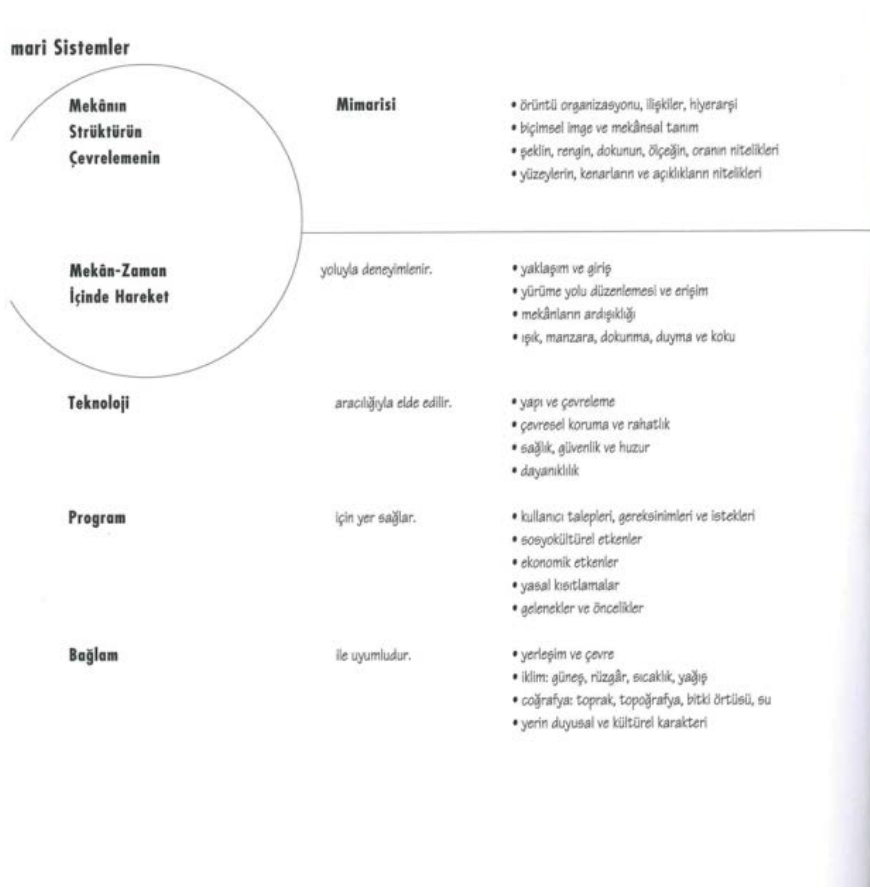 mari Sistemler
Mekânın Mimarisi • örüntü organizasyonu, ilişkiler, hiyerarşi
Strüktürün • biçimsel imge ve mekânsal tanım
Çevrelemenin • şeklin, rengin, dokunun, ölçeğin, oranın nitelikleri
• yüzeylerin, kenarların ve açıklıkların nitelikleri
Mekân-Zaman yoluyla deneyimlenir. • yaklaşım ve giriş
İçinde Hareket • yürüme yolu düzenlemesi ve erişim
• mekânların ardışıklığı
• ışık, manzara, dokunma, duyma ve koku
Teknoloji aracılığıyla elde edilir. • yapı ve çevreleme
• çevresel koruma ve rahatlık
• sağlık, güvenlik ve huzur
• dayanıklılık
Program için yer sağlar. • kullanıcı talepleri, gereksinimleri ve istekleri
• sosyokültürel etkenler
• ekonomik etkenler
• yasal kısıtlamalar
• gelenekler ve öncelikler
Bağlam ile uyumludur. • yerleşim ve çevre
• iklim: güneş, rüzgâr, sıcaklık, yağış
• coğrafya: toprak, topoğrafya, bitki örtüsü, su
• yerin duyusal ve kültürel karakteri